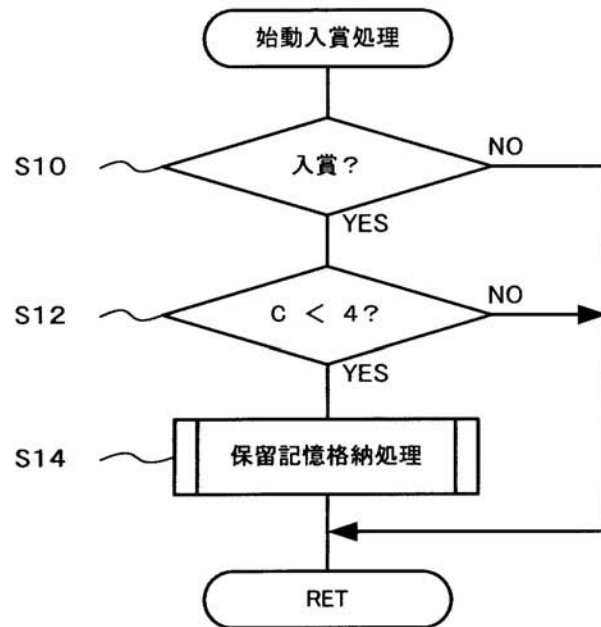 始動入賞処理
S10
入賞？
NO
YES
S12
C ＜ 4？
NO
YES
S14
保留記憶格納処理
RET